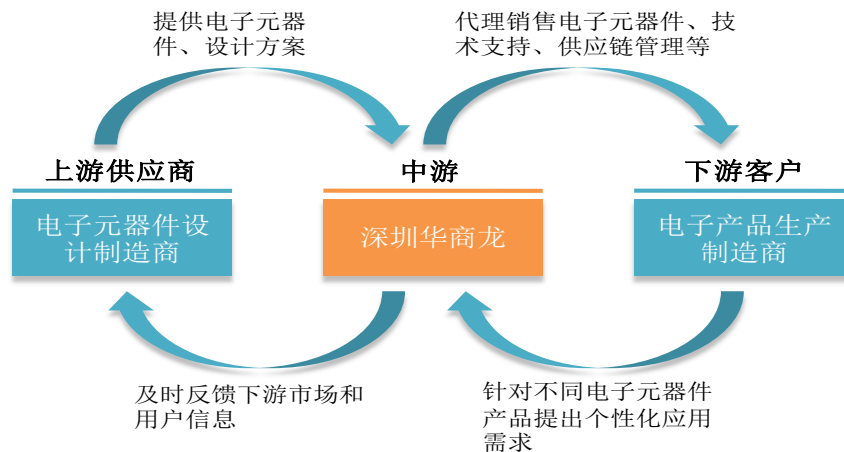 提供电子元器
件、设计方案
代理销售电子元器件、技
术支持、供应链管理等
上游供应商
中游
下游客户
电子元器件设
计制造商
深圳华商龙
电子产品生产
制造商
及时反馈下游市场和
用户信息
针对不同电子元器件
产品提出个性化应用
需求